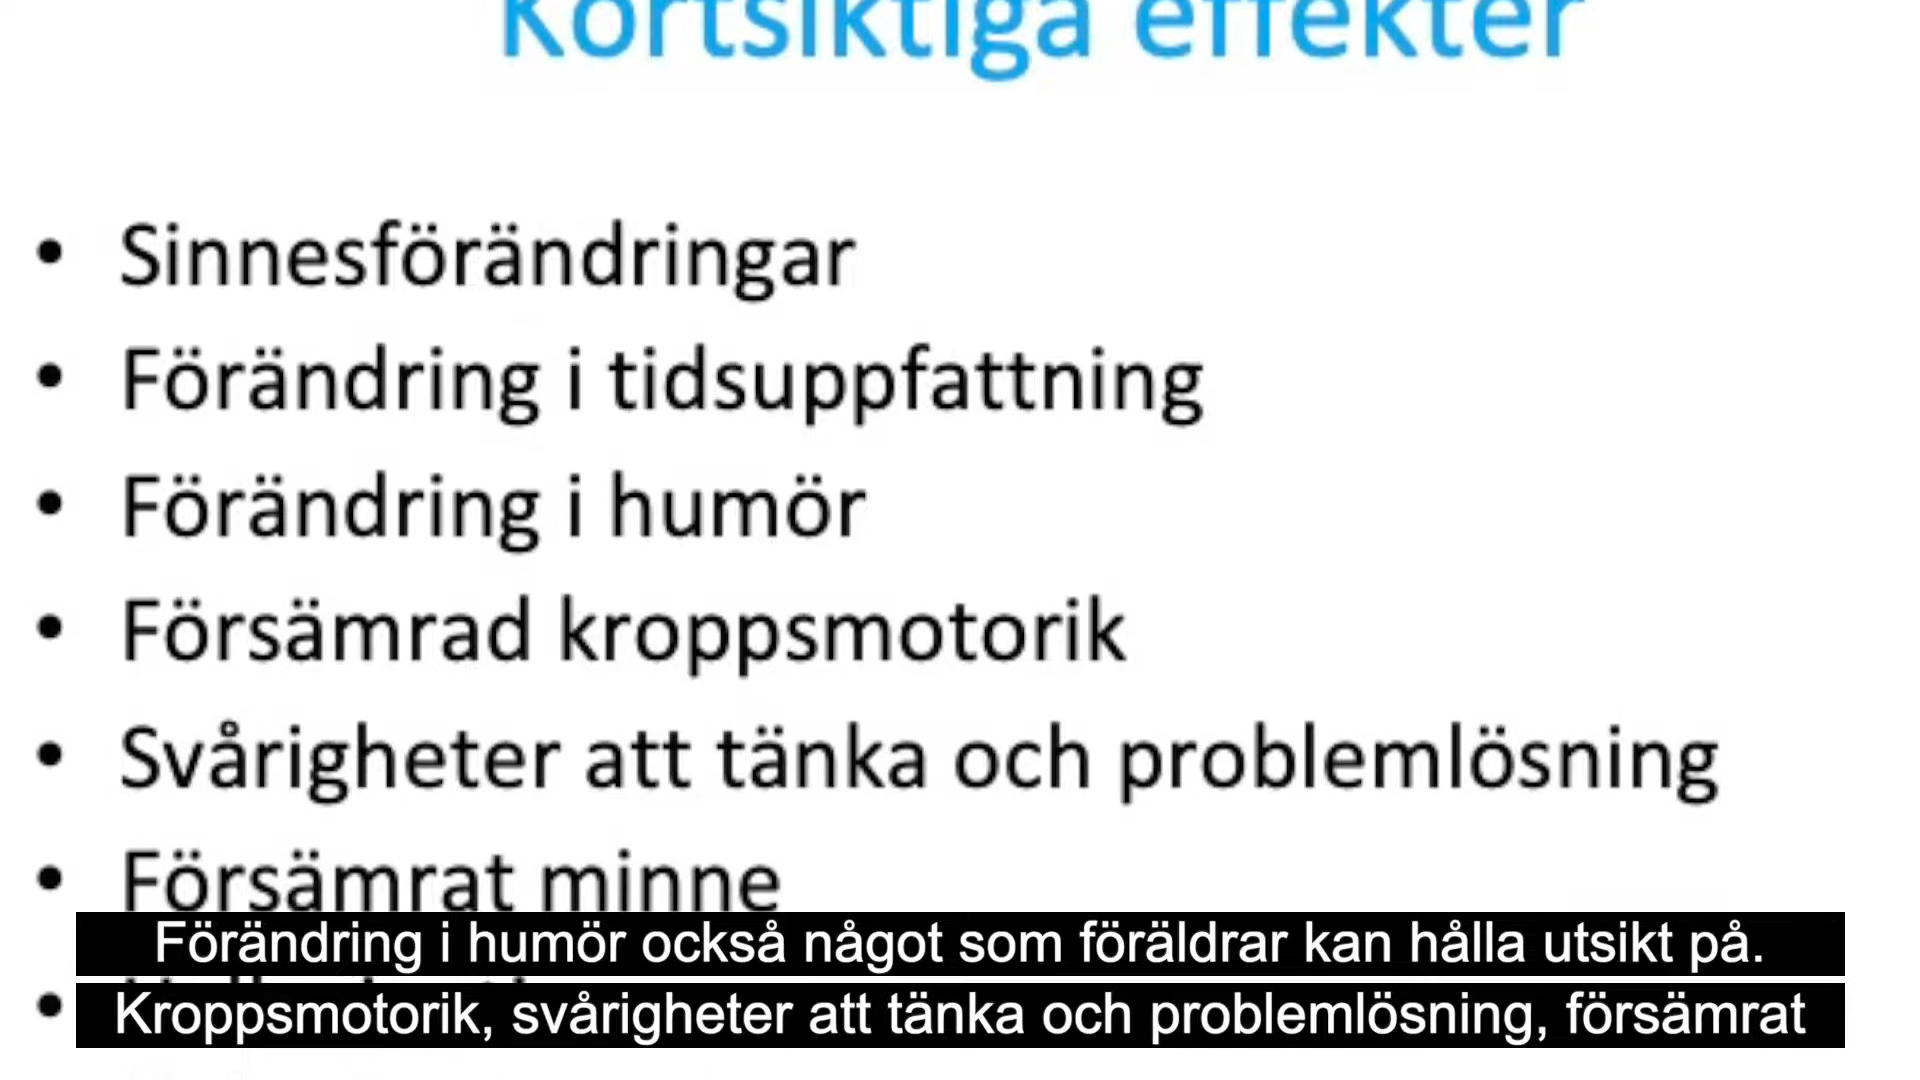 Kortsiktiga effekter
• Sinnesförändringar
• Förändring i tidsuppfattning
• Förändring i humör
• Försämrad kroppsmotorik
• Svårigheter att tänka och problemlösning
• Försämrat minne
Förändring i humör också något som föräldrar kan hålla utsikt på.
Kroppsmotorik, svårigheter att tänka och problemlösning, försämrat